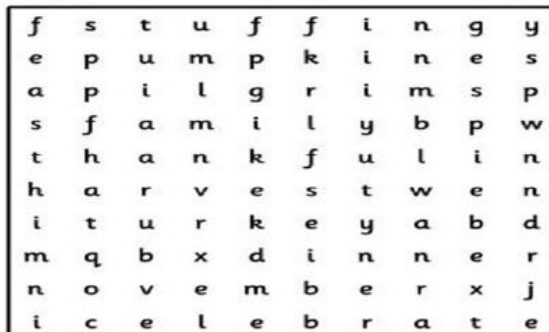 f s t u f f i n g y
e p u m p k i n e s
a p i l g r i m s p
s f a m i l y b p w
t h a n k f u l i n
h a r v e s t w e n
i t u r k e y a b d
m q b x d i n n e r
n o v e m b e r x j
i c e l e b r a t e